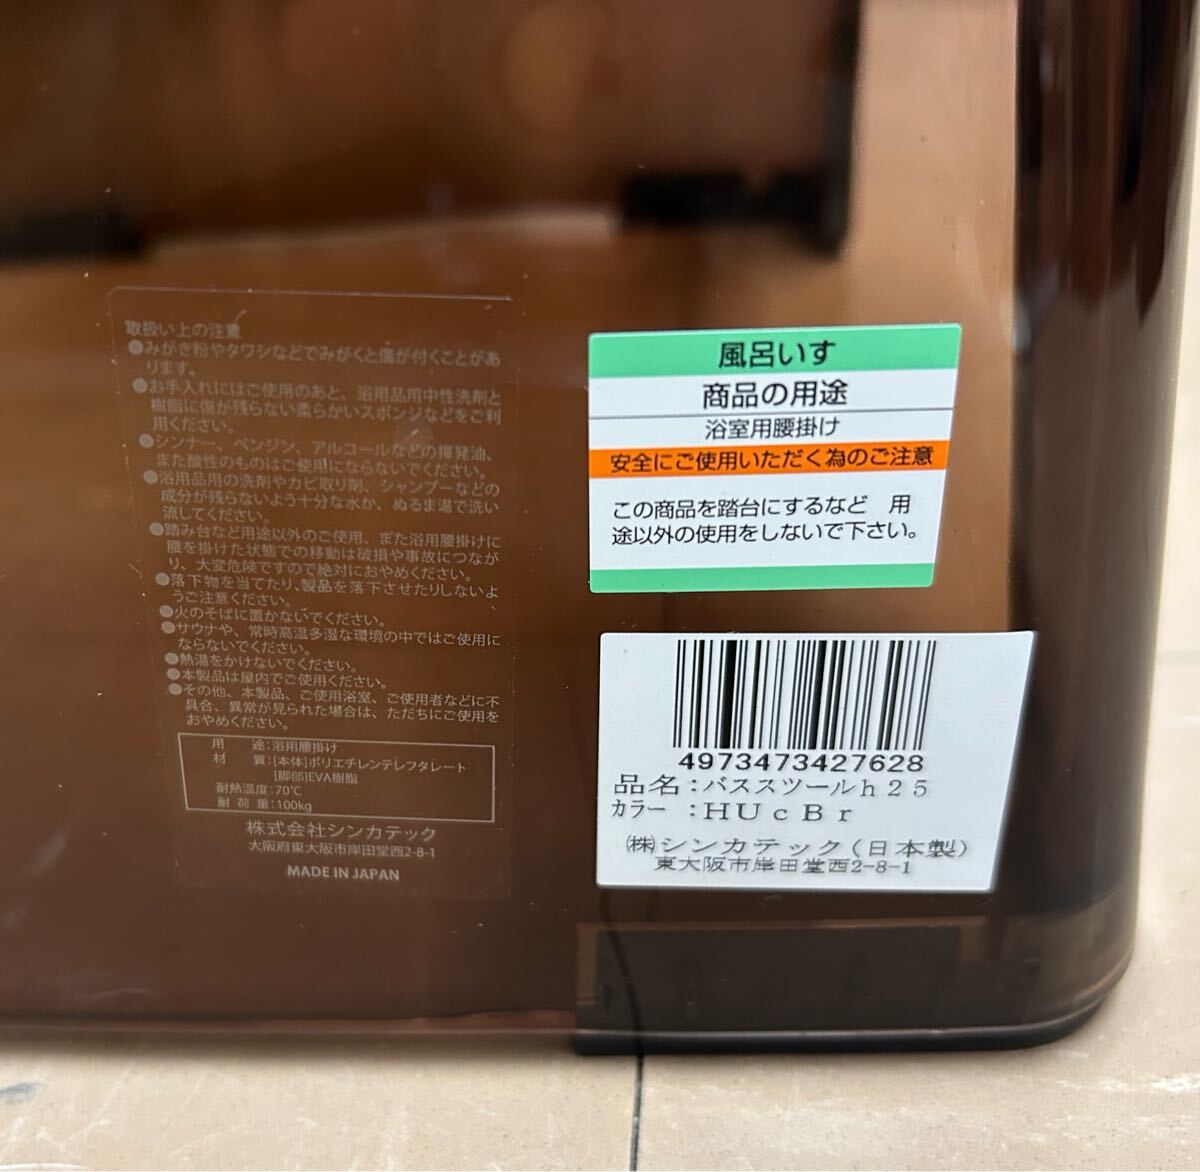 取扱い上の注意
●みがき粉やタワシなどでみがくと傷が付くことがあ
ります。
●お手入れにはご使用のあと、浴用品用中性洗剤と
樹脂に傷が残らない柔らかいスポンジなどをご利
用ください。
●シンナー、ベンジン、アルコールなどの揮発油、
また酸性のものはご使用にならないでください。
●浴用品用の洗剤やカビ取り剤、シャンプーなどの
成分が残らないよう十分な水か、ぬるま湯で洗い
流してください。
●踏み台など用途以外のご使用、また浴用腰掛けに
腰を掛けた状態での移動は破損や事故につなが
り、大変危険ですので絶対におやめください。
●落下物を当てたり、製品を落下させたりしないよ
うご注意ください。
●火のそばに置かないでください。
●サウナや、常時高温多湿な環境の中ではご使用に
ならないでください。
●熱湯をかけないでください。
●本製品は屋内でご使用ください。
●その他、本製品、ご使用浴室、ご使用者などに不
具合、異常が見られた場合は、ただちにご使用を
おやめください。
用　途：浴用腰掛け
材　質：[本体]ポリエチレンテレフタレート
[脚部]EVA樹脂
耐熱温度：70℃
耐 荷 重：100kg
株式会社シンカテック
大阪府東大阪市岸田堂西2-8-1
MADE IN JAPAN
風呂いす
商品の用途
浴室用腰掛け
安全にご使用いただく為のご注意
この商品を踏台にするなど　用
途以外の使用をしないで下さい。
4973473427628
品名：バススツールｈ２５
ｶﾗｰ ：ＨＵｃＢｒ
㈱シンカテック(日本製)
東大阪市岸田堂西2-8-1